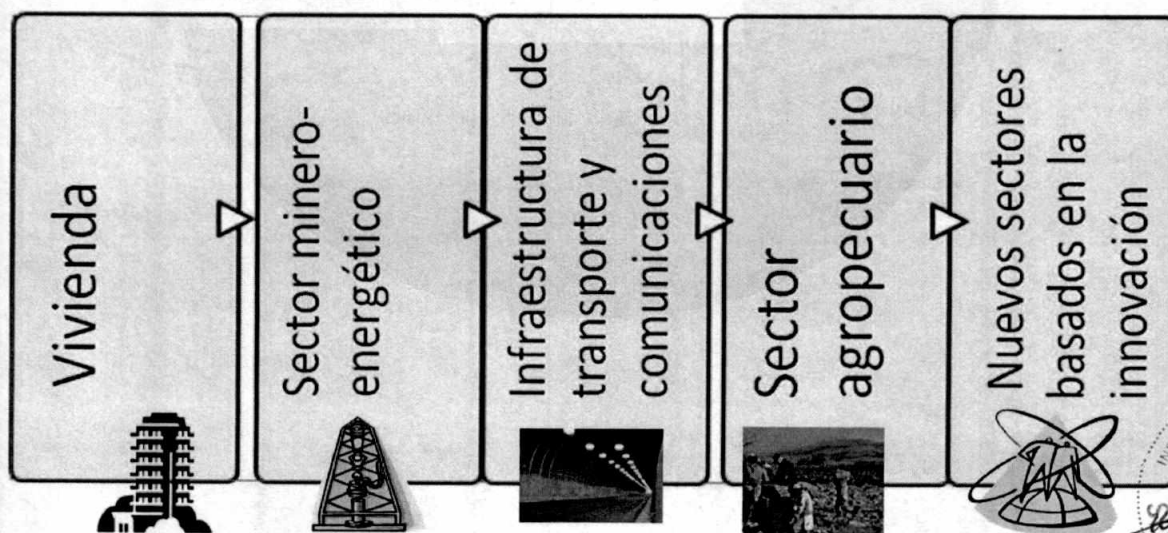 Vivienda
Sector minero-
energético
Infraestructura de
transporte y
comunicaciones
Sector
agropecuario
Nuevos sectores
basados en la
innovación